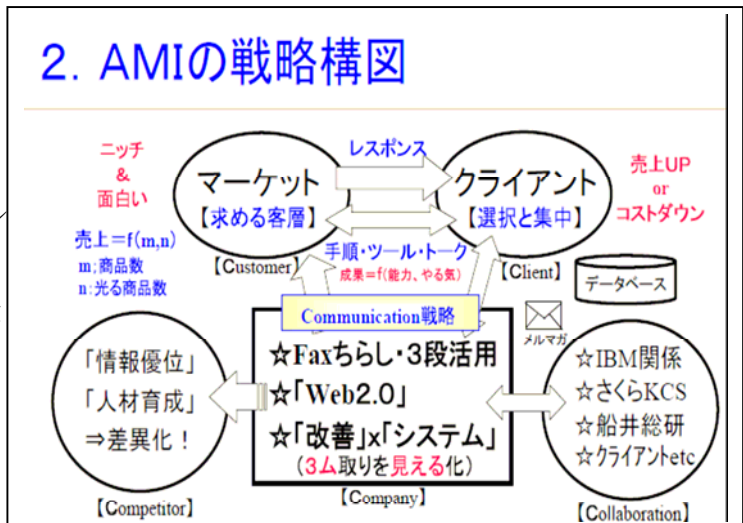 2. AMIの戦略構図
ニッチ
&
面白い
レスポンス
マーケット
【求める客層】
クライアント
【選択と集中】
売上UP
or
コストダウン
売上=f(m,n)
m;商品数
n:光る商品数
【Customer】
手順・ツール・トーク
成果=f(能力、やる気)
【Client】
データベース
Communication戦略
メルマガ
「情報優位」
「人材育成」
⇒差異化！
☆Faxちらし・3段活用
☆「Web2.0」
☆「改善」x「システム」
(3ム取りを見える化)
☆IBM関係
☆さくらKCS
☆船井総研
☆クライアントetc
【Competitor】
【Company】
【Collaboration】